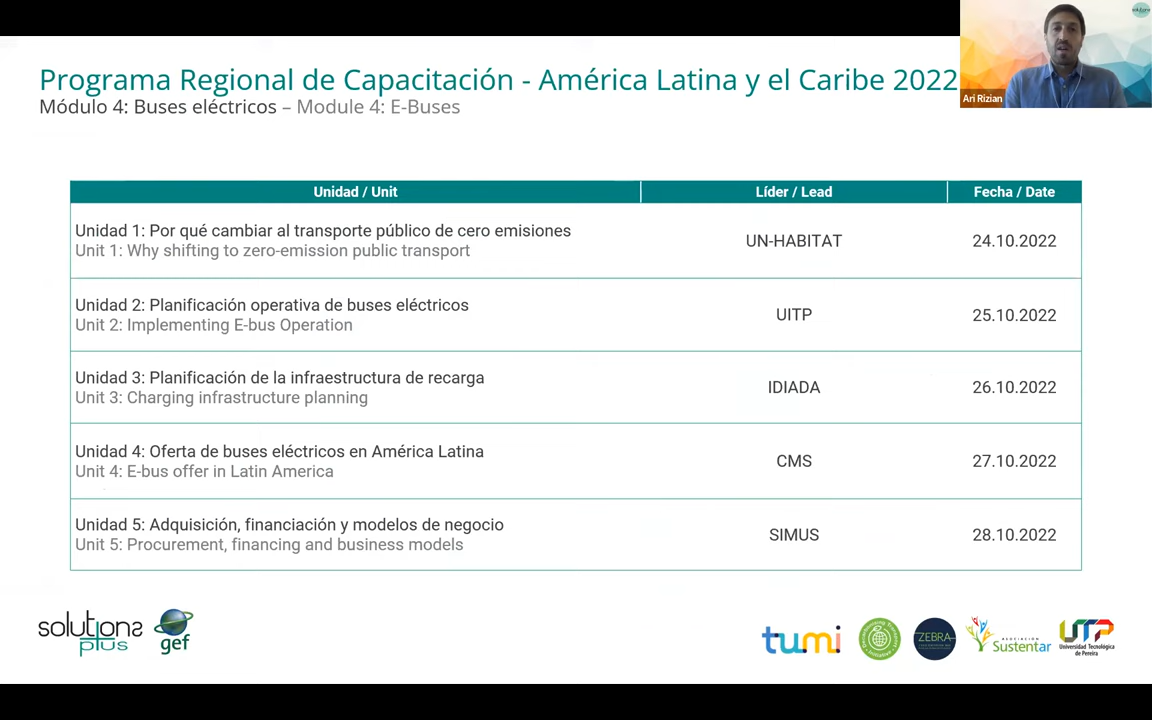 Programa Regional de Capacitación - América Latina y el Caribe 2022
Módulo 4: Buses eléctricos – Module 4: E-Buses
Ari Rizian
Unidad / Unit
Líder / Lead
Fecha / Date
Unidad 1: Por qué cambiar al transporte público de cero emisiones
Unit 1: Why shifting to zero-emission public transport
UN-HABITAT
24.10.2022
Unidad 2: Planificación operativa de buses eléctricos
Unit 2: Implementing E-bus Operation
UITP
25.10.2022
Unidad 3: Planificación de la infraestructura de recarga
Unit 3: Charging infrastructure planning
IDIADA
26.10.2022
Unidad 4: Oferta de buses eléctricos en América Latina
Unit 4: E-bus offer in Latin America
CMS
27.10.2022
Unidad 5: Adquisición, financiación y modelos de negocio
Unit 5: Procurement, financing and business models
SIMUS
28.10.2022
solutions
plus
gef
tumi
ZEBRA
ASOCIACIÓN
Sustentar
UTP
Universidad Tecnológica
de Pereira